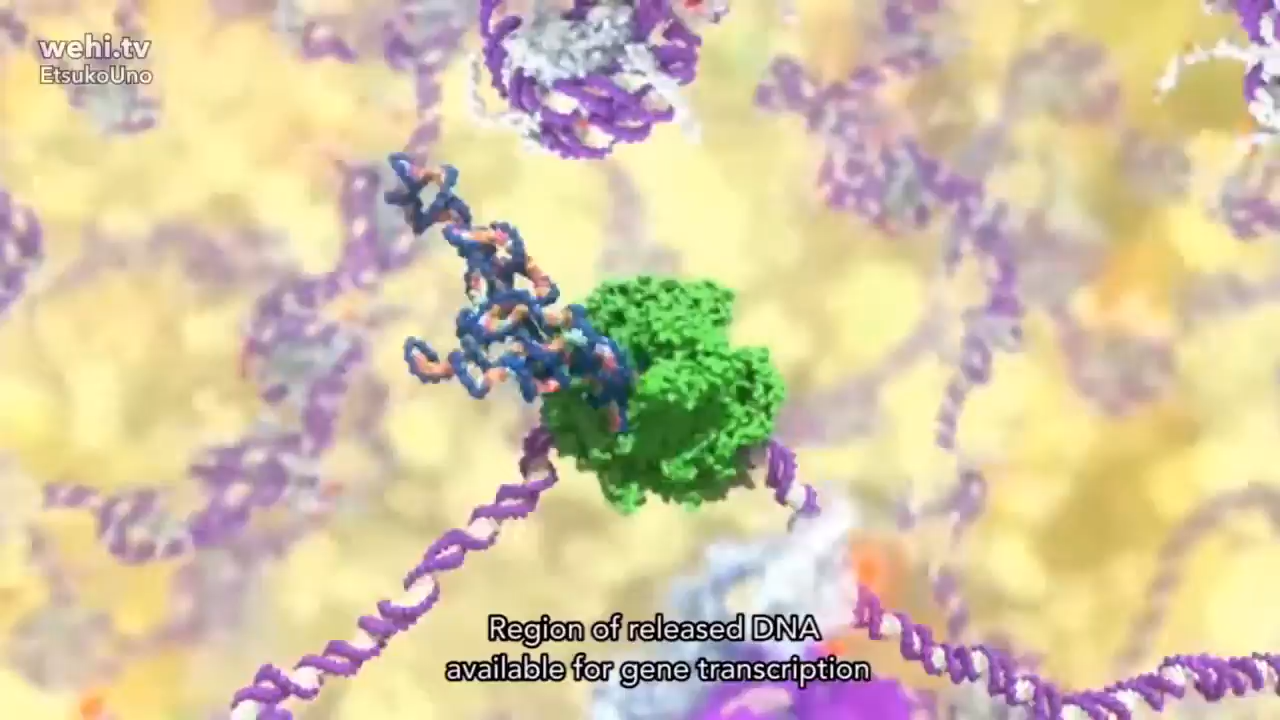 wehi.tv
EtsukoUno
Region of released DNA
available for gene transcription